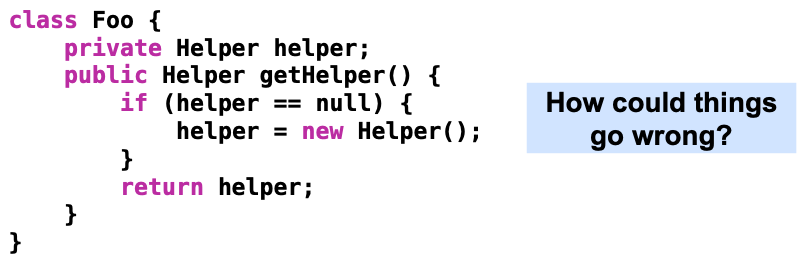 class Foo {
    private Helper helper;
    public Helper getHelper() {
        if (helper == null) {
            helper = new Helper();
        }
        return helper;
    }
}
How could things
go wrong?